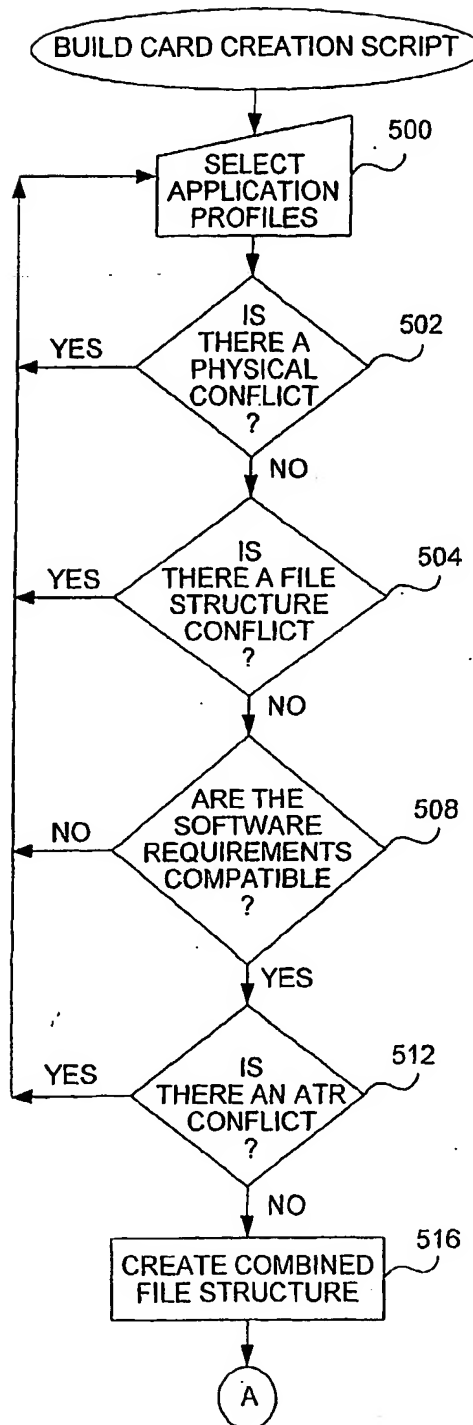 BUILD CARD CREATION SCRIPT
500
SELECT
APPLICATION
PROFILES
IS
THERE A
PHYSICAL
CONFLICT
?
502
YES
NO
IS
THERE A FILE
STRUCTURE
CONFLICT
?
504
YES
NO
ARE THE
SOFTWARE
REQUIREMENTS
COMPATIBLE
?
508
NO
YES
IS
THERE AN ATR
CONFLICT
?
512
YES
NO
516
CREATE COMBINED
FILE STRUCTURE
A